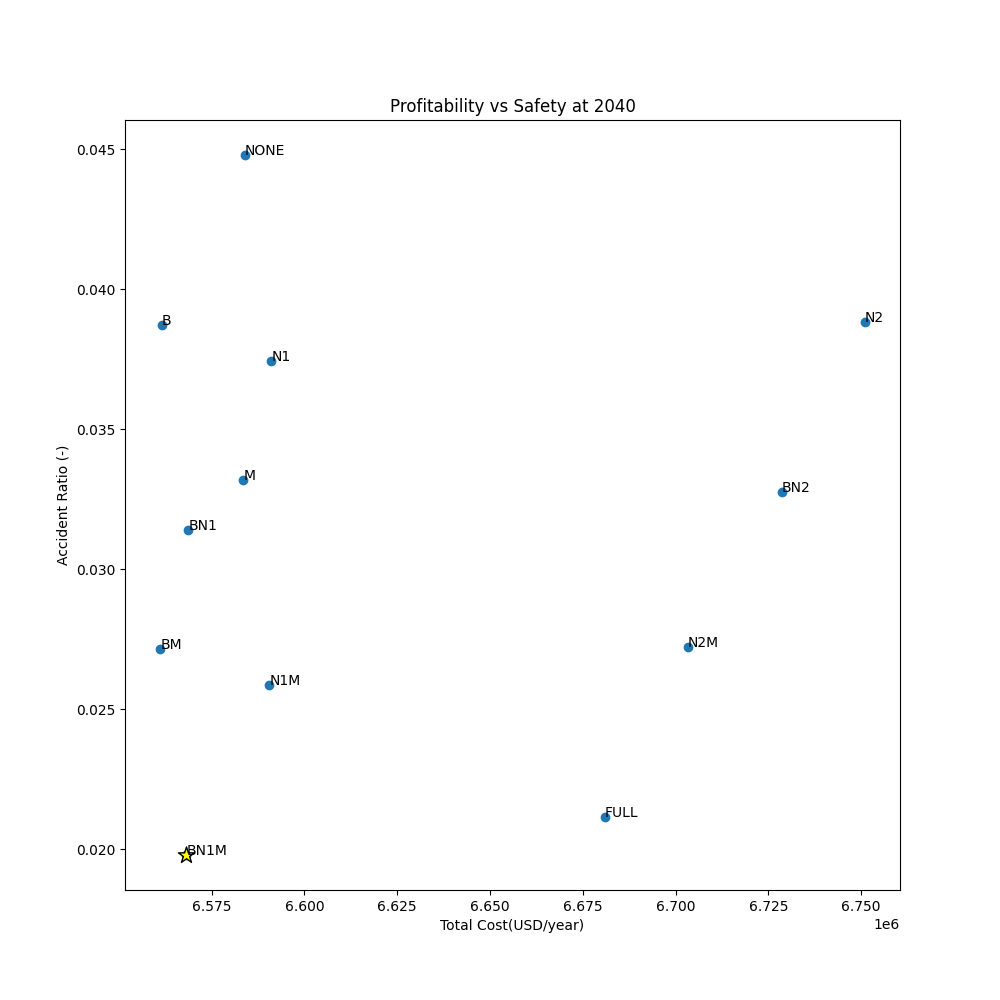 Profitability vs Safety at 2040
0.045
0.040
0.035
0.030
0.025
0.020
Accident Ratio (-)
NONE
B
N2
N1
M
BN2
BN1
BM
N2M
N1M
FULL
BN1M
6.575 6.600 6.625 6.650 6.675 6.700 6.725 6.750
1e6
Total Cost(USD/year)